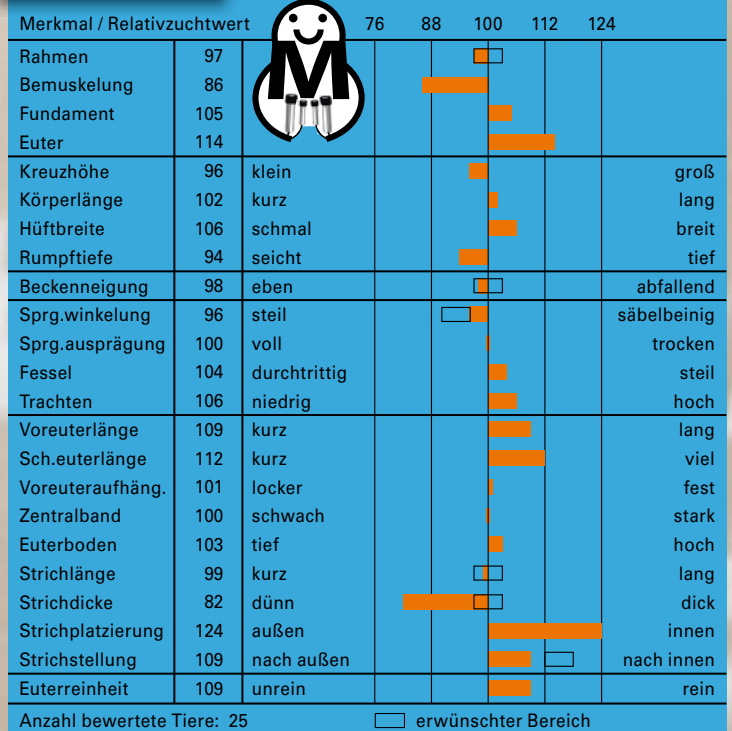 Merkmal / Relativzuchtwert 76 88 100 112 124
M
Rahmen 97
Bemuskelung 86
Fundament 105
Euter 114
Kreuzhöhe 96 klein groß
Körperlänge 102 kurz lang
Hüftbreite 106 schmal breit
Rumpftiefe 94 seicht tief
Beckenneigung 98 eben abfallend
Sprg.winkelung 96 steil säbelbeinig
Sprg.ausprägung 100 voll trocken
Fessel 104 durchtrittig steil
Trachten 106 niedrig hoch
Voreuterlänge 109 kurz lang
Sch.euterlänge 112 kurz viel
Voreuteraufhäng. 101 locker fest
Zentralband 100 schwach stark
Euterboden 103 tief hoch
Strichlänge 99 kurz lang
Strichdicke 82 dünn dick
Strichplatzierung 124 außen innen
Strichstellung 109 nach außen nach innen
Euterreinheit 109 unrein rein
Anzahl bewertete Tiere: 25 erwünschter Bereich